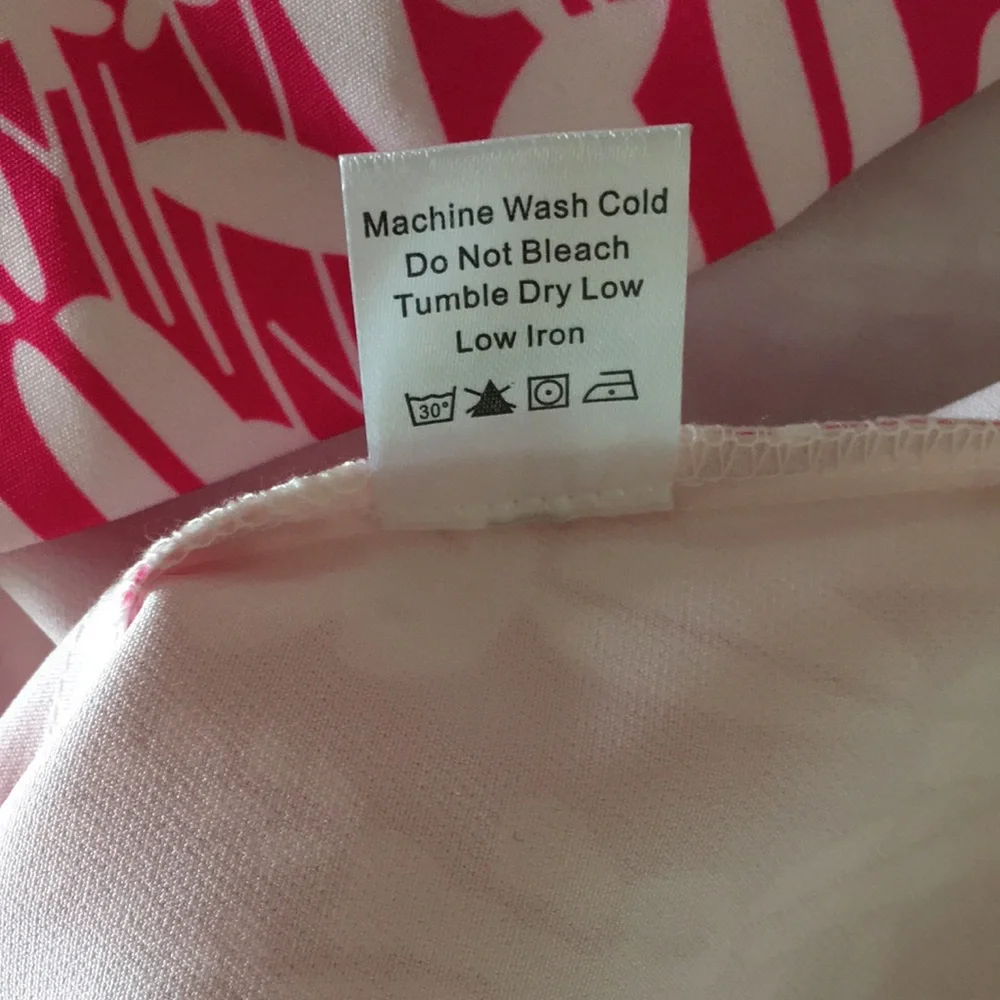 Machine Wash Cold
Do Not Bleach
Tumble Dry Low
Low Iron
30°